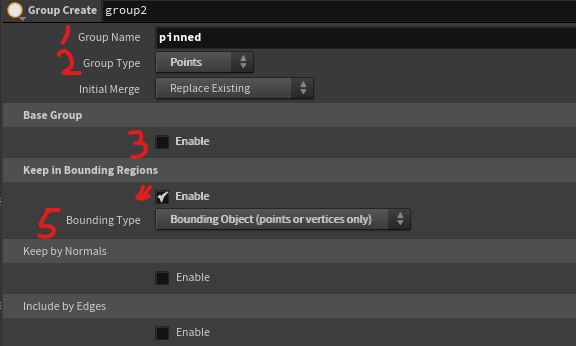 Group Create group2
1 Group Name pinned
2 Group Type Points
Initial Merge Replace Existing
Base Group
3 Enable
Keep in Bounding Regions
4 Enable
5 Bounding Type Bounding Object (points or vertices only)
Keep by Normals
Enable
Include by Edges
Enable